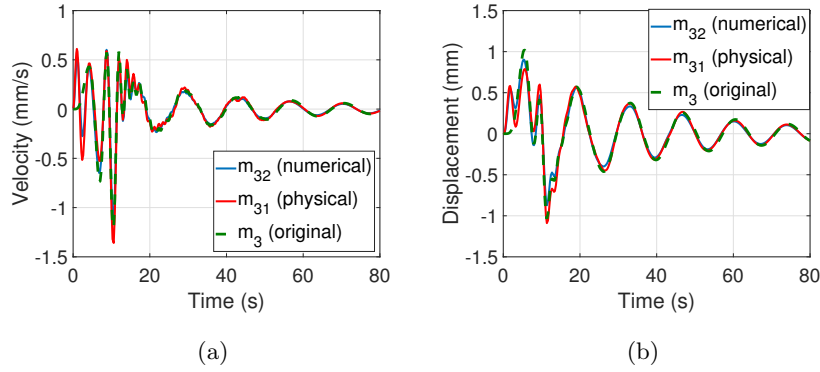 1
0.5
0
-0.5
-1
-1.5
Velocity (mm/s)
m32 (numerical)
m31 (physical)
m3 (original)
0 20 40 60 80
Time (s)
(a)
1.5
1
0.5
0
-0.5
-1
-1.5
Displacement (mm)
m32 (numerical)
m31 (physical)
m3 (original)
0 20 40 60 80
Time (s)
(b)